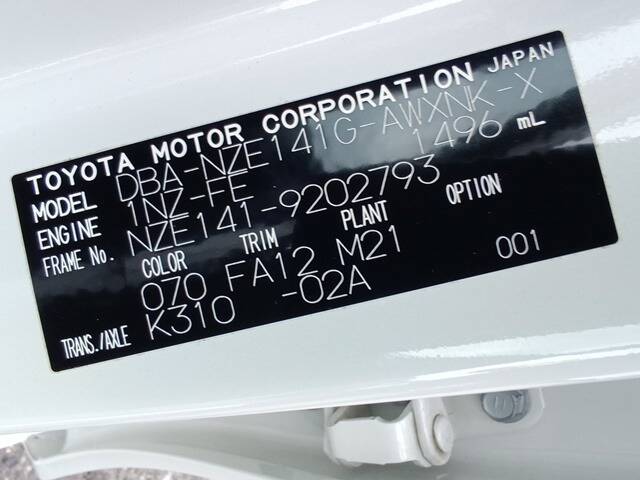 TOYOTA MOTOR CORPORATION JAPAN
MODEL DBA-NZE141G-AWXNK-X
ENGINE 1NZ-FE 1496 mL
FRAME No. NZE141-9202793
COLOR TRIM PLANT OPTION
070 FA12 M21 001
TRANS./AXLE K310 -02A